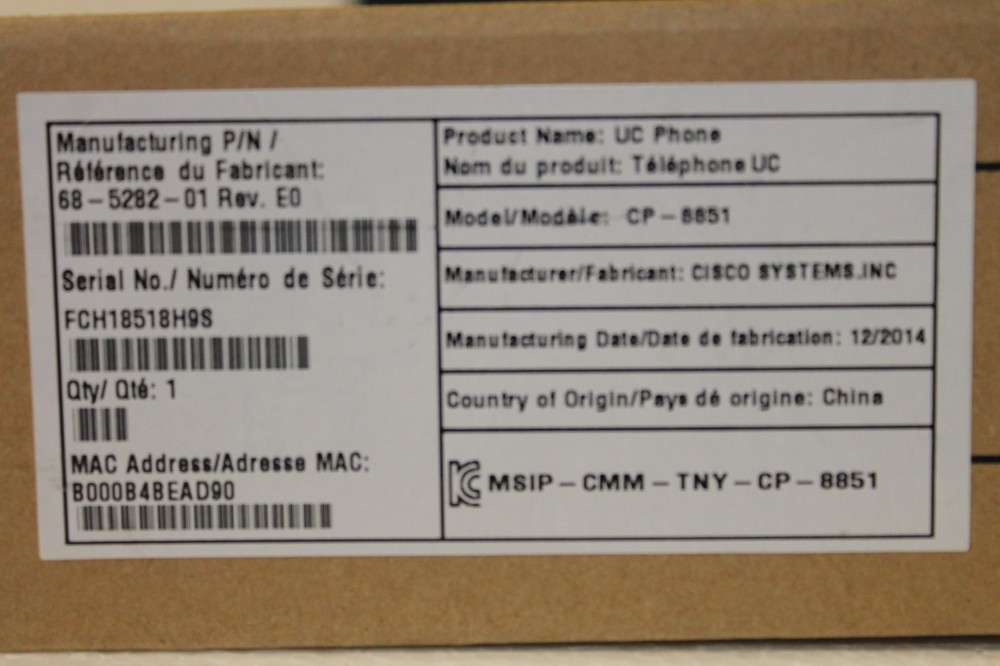 Manufacturing P/N /
Référence du Fabricant:
68-5282-01 Rev. E0
Serial No./ Numéro de Série:
FCH18518H9S
Qty/ Qté: 1
MAC Address/Adresse MAC:
B000B4BEAD90
Product Name: UC Phone
Nom du produit: Téléphone UC
Model/Modèle: CP-8851
Manufacturer/Fabricant: CISCO SYSTEMS.INC
Manufacturing Date/Date de fabrication: 12/2014
Country of Origin/Pays dé origine: China
MSIP-CMM-TNY-CP-8851